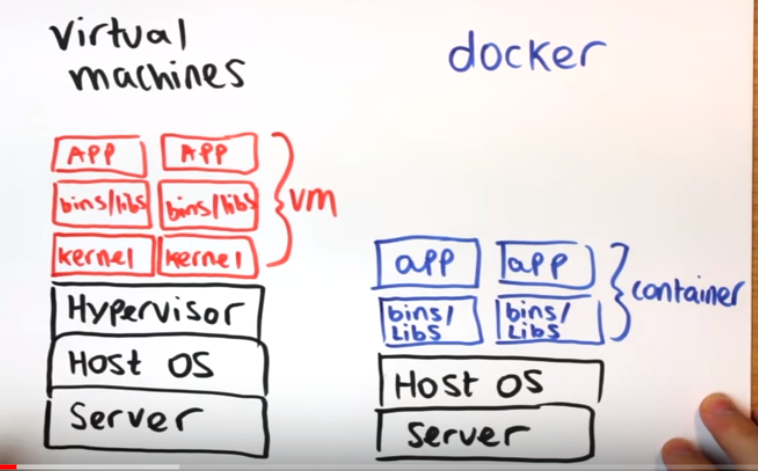 virtual
machines
APP APP
bins/libs bins/libs
kernel kernel
vm
Hypervisor
Host OS
Server
docker
app app
bins/ bins/
Libs Libs
container
Host OS
server